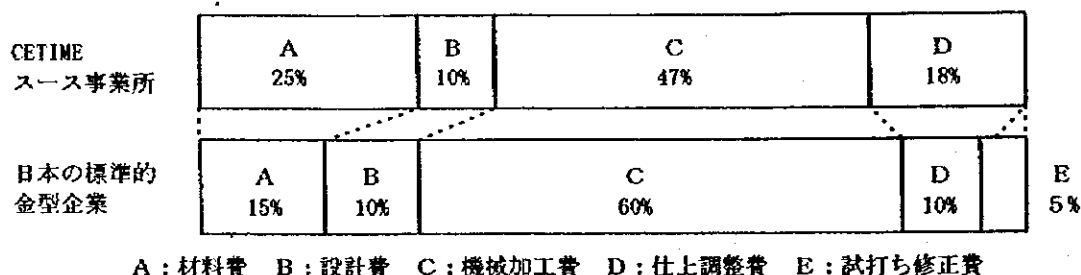 CETIME
スース事業所
A
25%
B
10%
C
47%
D
18%
日本の標準的
金型企業
A
15%
B
10%
C
60%
D
10%
E
5%
A:材料費 B:設計費 C:機械加工費 D:仕上調整費 E:試打ち修正費